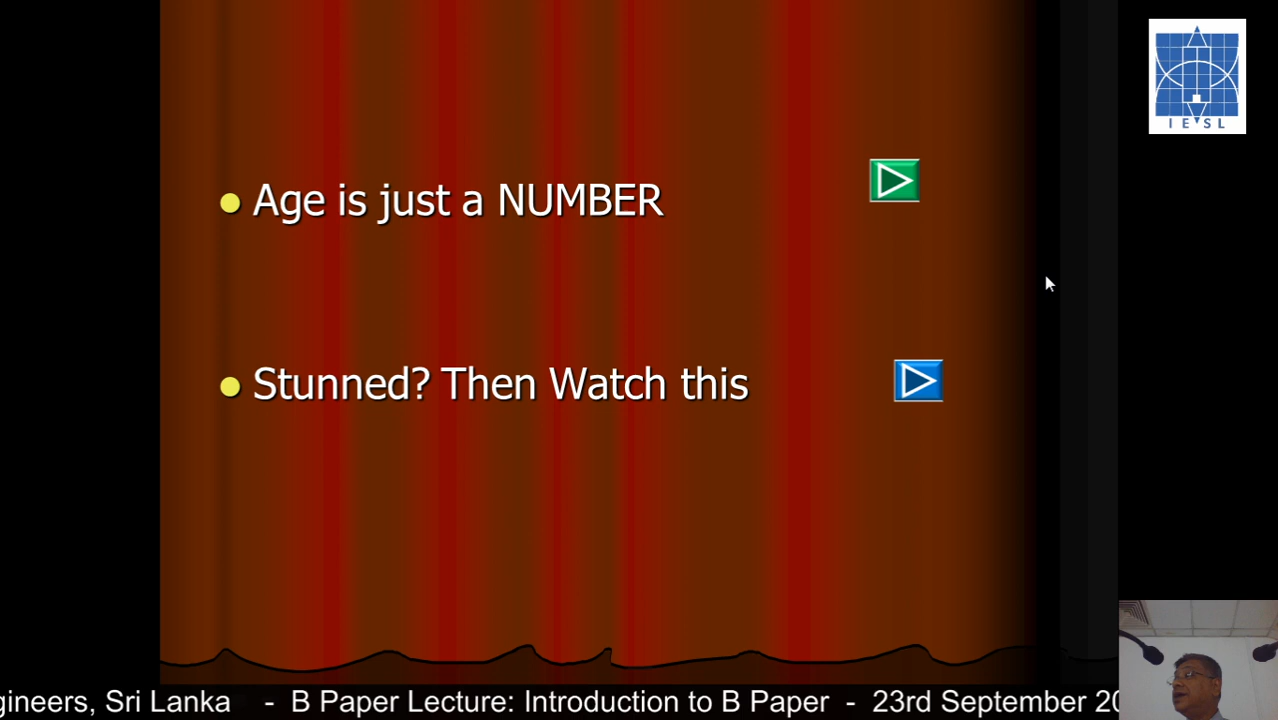 IESL
Age is just a NUMBER
Stunned? Then Watch this
gineers, Sri Lanka - B Paper Lecture: Introduction to B Paper - 23rd September 20